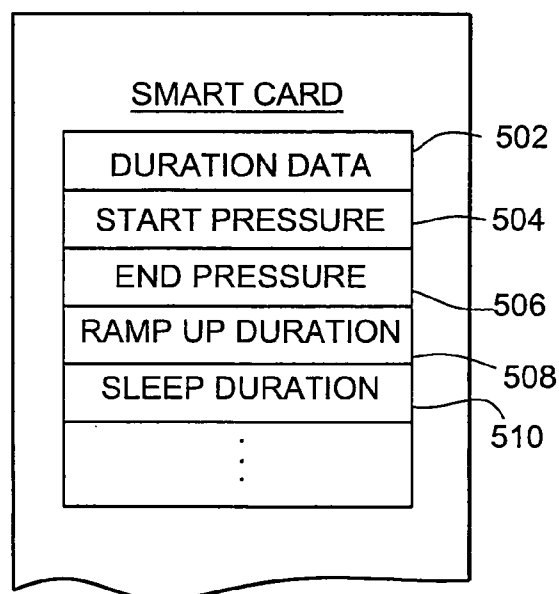 SMART CARD
DURATION DATA
502
START PRESSURE
504
END PRESSURE
506
RAMP UP DURATION
508
SLEEP DURATION
510